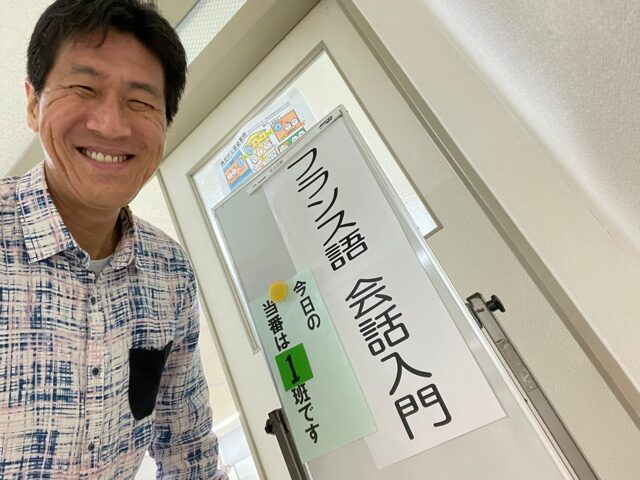 フランス語 会話入門
今日の
当番は1班です